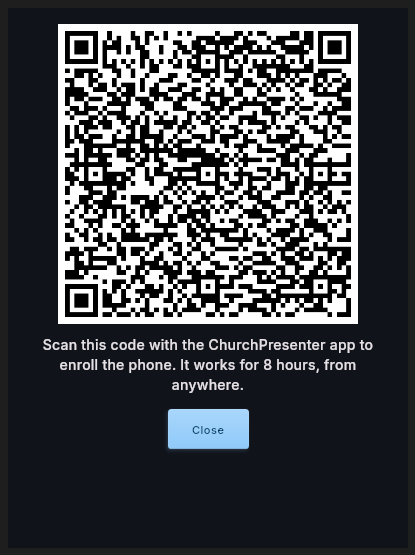 Scan this code with the ChurchPresenter app to
enroll the phone. It works for 8 hours, from
anywhere.
Close